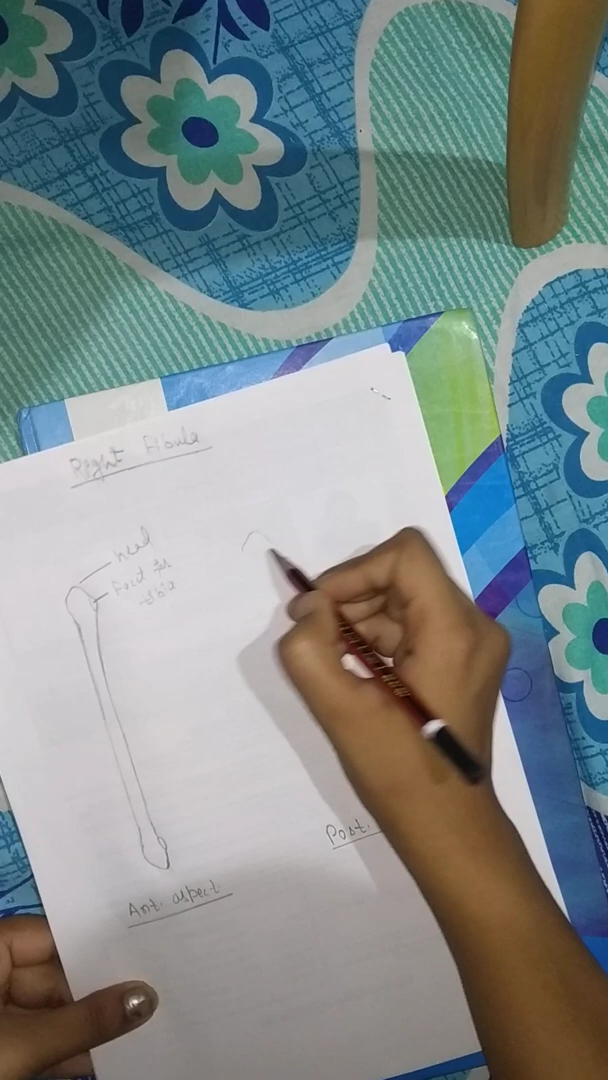 Right Fibula
head
Facet for
tibia
Post.
Ant. aspect